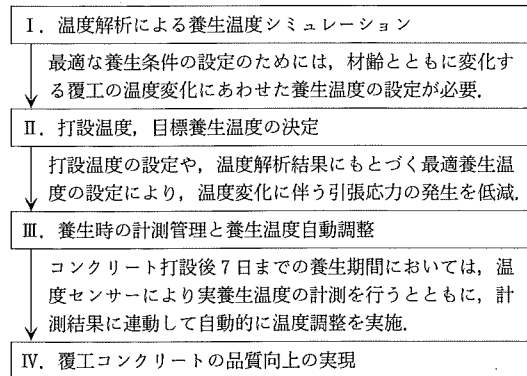 Ⅰ．温度解析による養生温度シミュレーション
最適な養生条件の設定のためには，材齢とともに変化す
る覆工の温度変化にあわせた養生温度の設定が必要．
Ⅱ．打設温度，目標養生温度の決定
打設温度の設定や，温度解析結果にもとづく最適養生温
度の設定により，温度変化に伴う引張応力の発生を低減．
Ⅲ．養生時の計測管理と養生温度自動調整
コンクリート打設後７日までの養生期間においては，温
度センサーにより実養生温度の計測を行うとともに，計
測結果に連動して自動的に温度調整を実施．
Ⅳ．覆工コンクリートの品質向上の実現